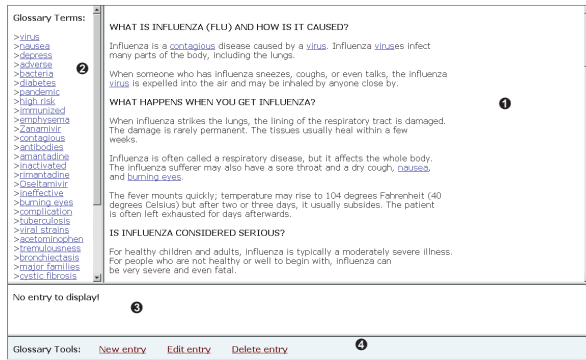 Glossary Terms:
>virus
>nausea
>depress
>adverse
>bacteria
>diabetes
>pandemic
>high risk
>immunized
>emphysema
>Zanamivir
>contagious
>antibodies
>amantadine
>inactivated
>rimantadine
>Oseltamivir
>ineffective
>burning eyes
>complication
>tuberculosis
>viral strains
>acetominophen
>tremulousness
>bronchiectasis
>major families
>cystic fibrosis
❷
WHAT IS INFLUENZA (FLU) AND HOW IS IT CAUSED?
Influenza is a contagious disease caused by a virus. Influenza viruses infect
many parts of the body, including the lungs.
When someone who has influenza sneezes, coughs, or even talks, the influenza
virus is expelled into the air and may be inhaled by anyone close by.
WHAT HAPPENS WHEN YOU GET INFLUENZA?
❶
When influenza strikes the lungs, the lining of the respiratory tract is damaged.
The damage is rarely permanent. The tissues usually heal within a few
weeks.
Influenza is often called a respiratory disease, but it affects the whole body.
The influenza sufferer may also have a sore throat and a dry cough, nausea,
and burning eyes.
The fever mounts quickly; temperature may rise to 104 degrees Fahrenheit (40
degrees Celsius) but after two or three days, it usually subsides. The patient
is often left exhausted for days afterwards.
IS INFLUENZA CONSIDERED SERIOUS?
For healthy children and adults, influenza is typically a moderately severe illness.
For people who are not healthy or well to begin with, influenza can
be very severe and even fatal.
No entry to display!
❸
Glossary Tools: New entry Edit entry Delete entry ❹